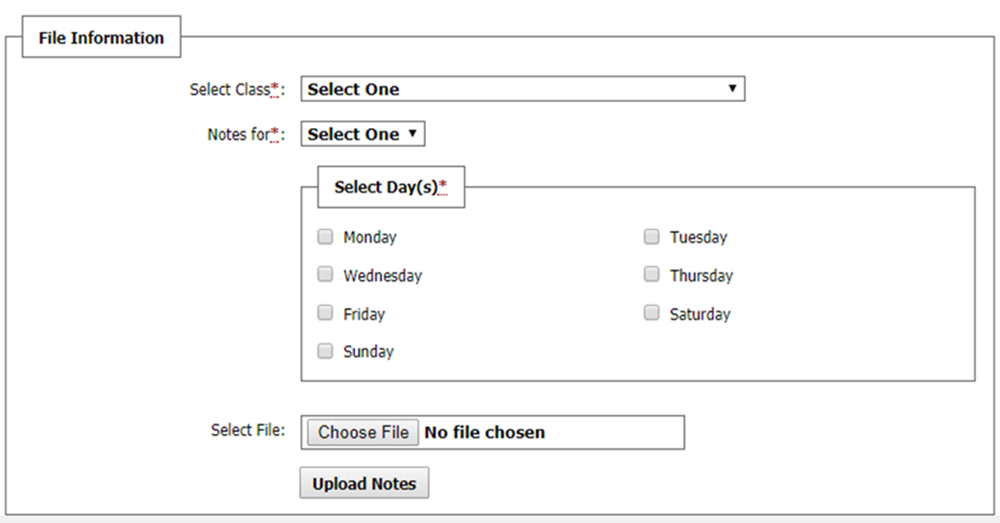 File Information
Select Class*: Select One
Notes for*: Select One
Select Day(s)*
Monday Tuesday
Wednesday Thursday
Friday Saturday
Sunday
Select File: Choose File No file chosen
Upload Notes